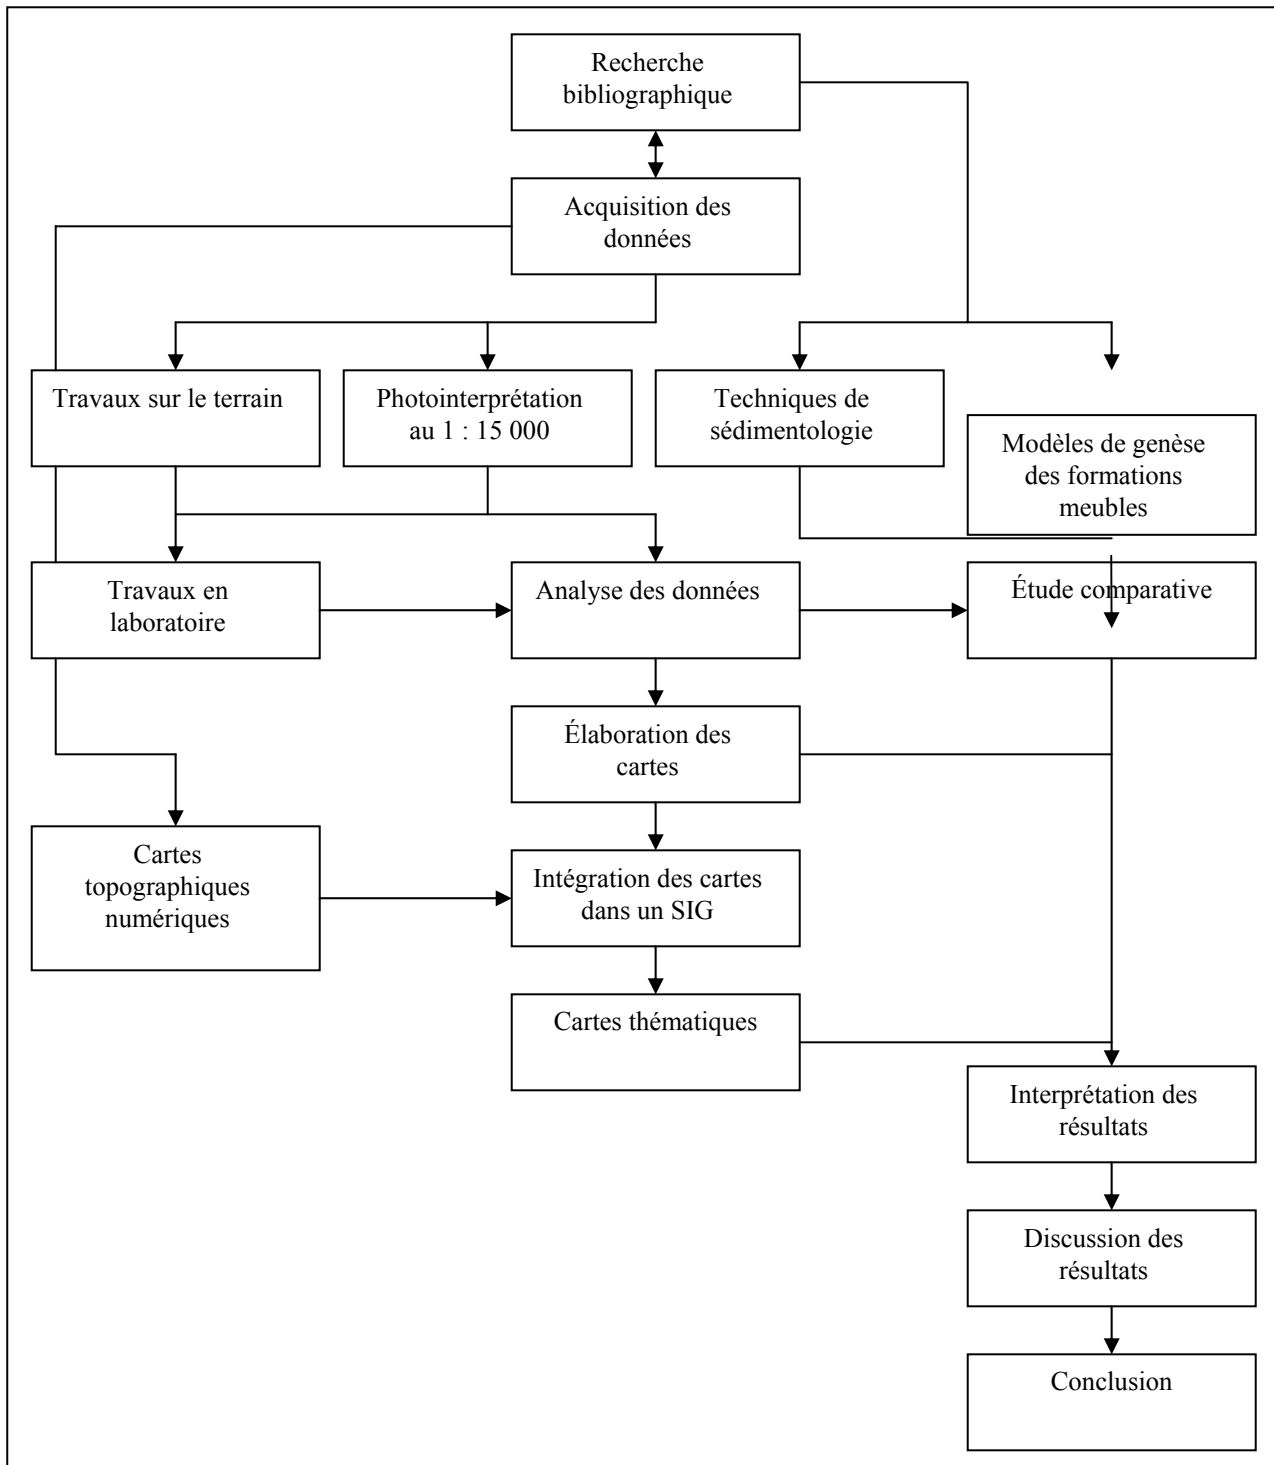 Recherche
bibliographique
Acquisition des
données
Travaux sur le terrain
Photointerprétation
au 1 : 15 000
Techniques de
sédimentologie
Modèles de genèse
des formations
meubles
Travaux en
laboratoire
Analyse des données
Étude comparative
Élaboration des
cartes
Cartes
topographiques
numériques
Intégration des cartes
dans un SIG
Cartes thématiques
Interprétation des
résultats
Discussion des
résultats
Conclusion